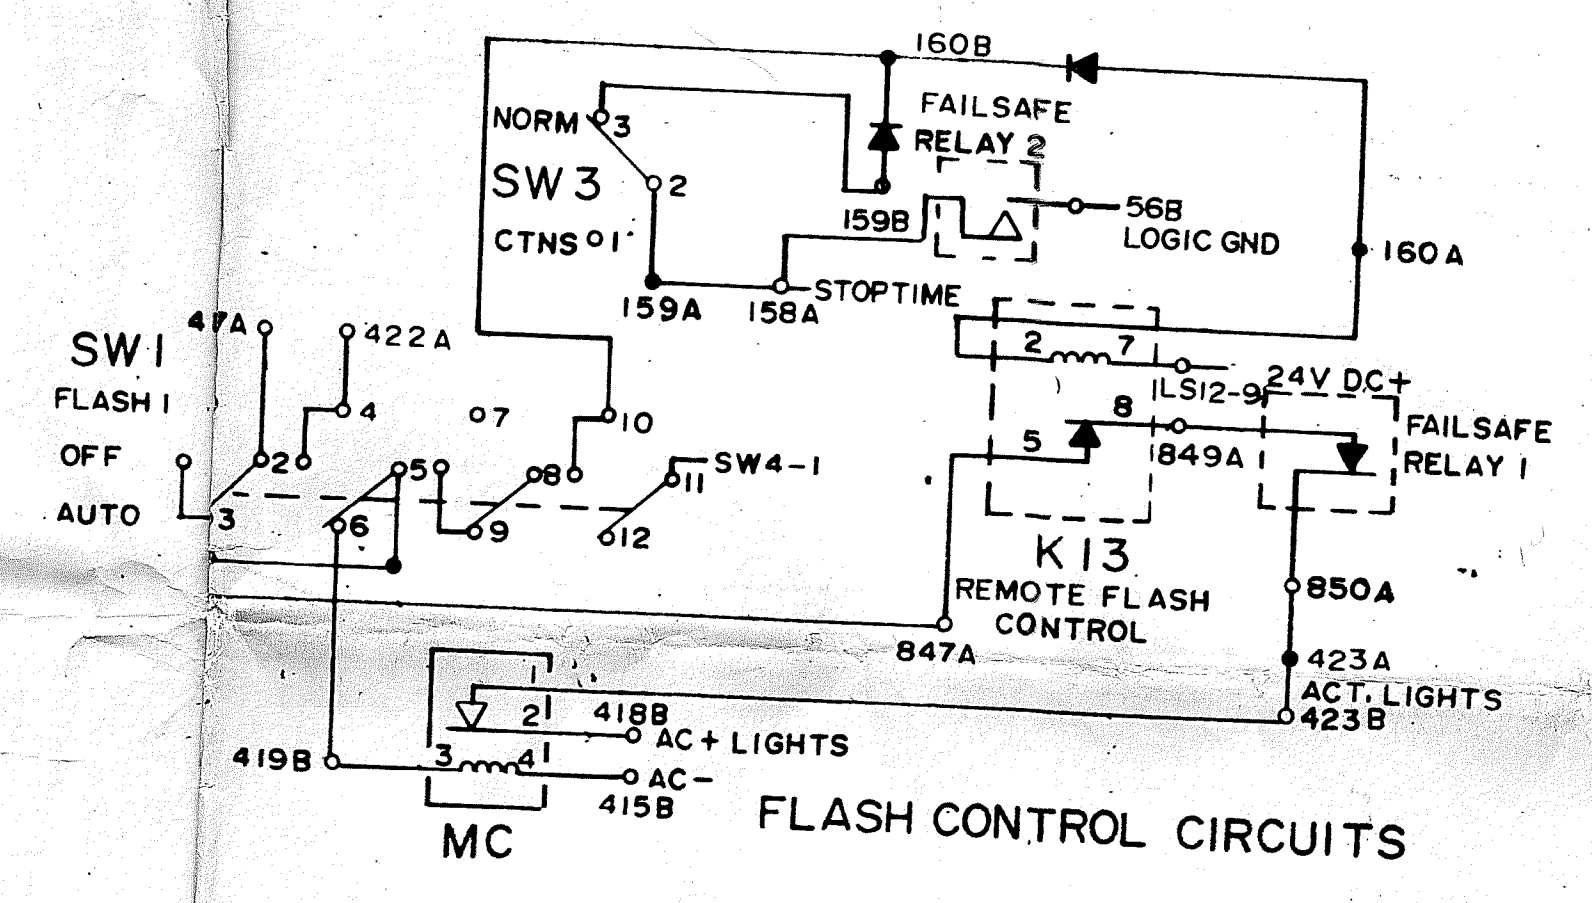 160B
FAILSAFE
RELAY 2
NORM 3
SW3 2
CTNS 1
159B
56B
LOGIC GND
160A
159A
158A
STOPTIME
47A
422A
SW1
FLASH 1
4
7
10
2 7
1LS12-9
24V DC+
8
5
1849A
FAILSAFE
RELAY 1
OFF
2
5
8
11
SW4-1
AUTO
3
6
9
12
K13
REMOTE FLASH
CONTROL
850A
847A
423A
ACT. LIGHTS
423B
1
2
418B
AC+ LIGHTS
419B
3 4
AC-
415B
MC
FLASH CONTROL CIRCUITS